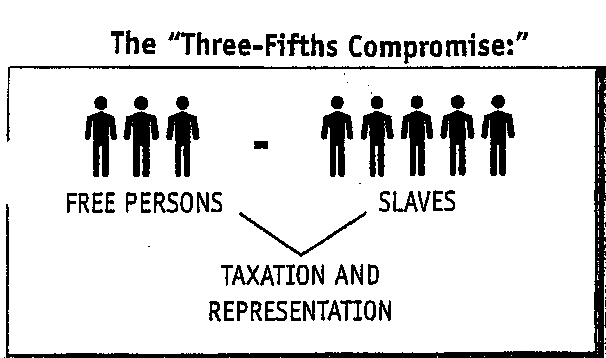 The “Three-Fifths Compromise:”
FREE PERSONS
SLAVES
TAXATION AND
REPRESENTATION